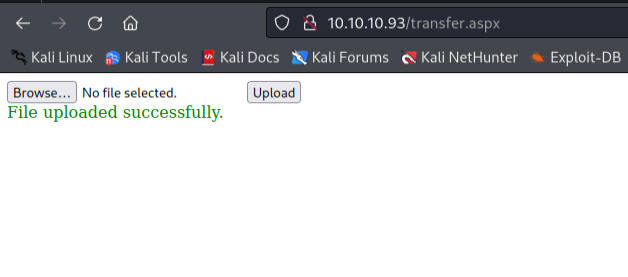 10.10.10.93/transfer.aspx
Kali Linux Kali Tools Kali Docs Kali Forums Kali NetHunter Exploit-DB
Browse... No file selected. Upload
File uploaded successfully.